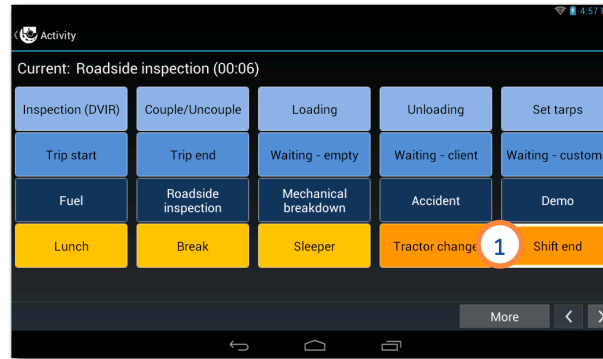 4:57
Activity
Current: Roadside inspection (00:06)
Inspection (DVIR) Couple/Uncouple Loading Unloading Set tarps
Trip start Trip end Waiting - empty Waiting - client Waiting - custom
Fuel Roadside inspection Mechanical breakdown Accident Demo
Lunch Break Sleeper Tractor change 1 Shift end
More